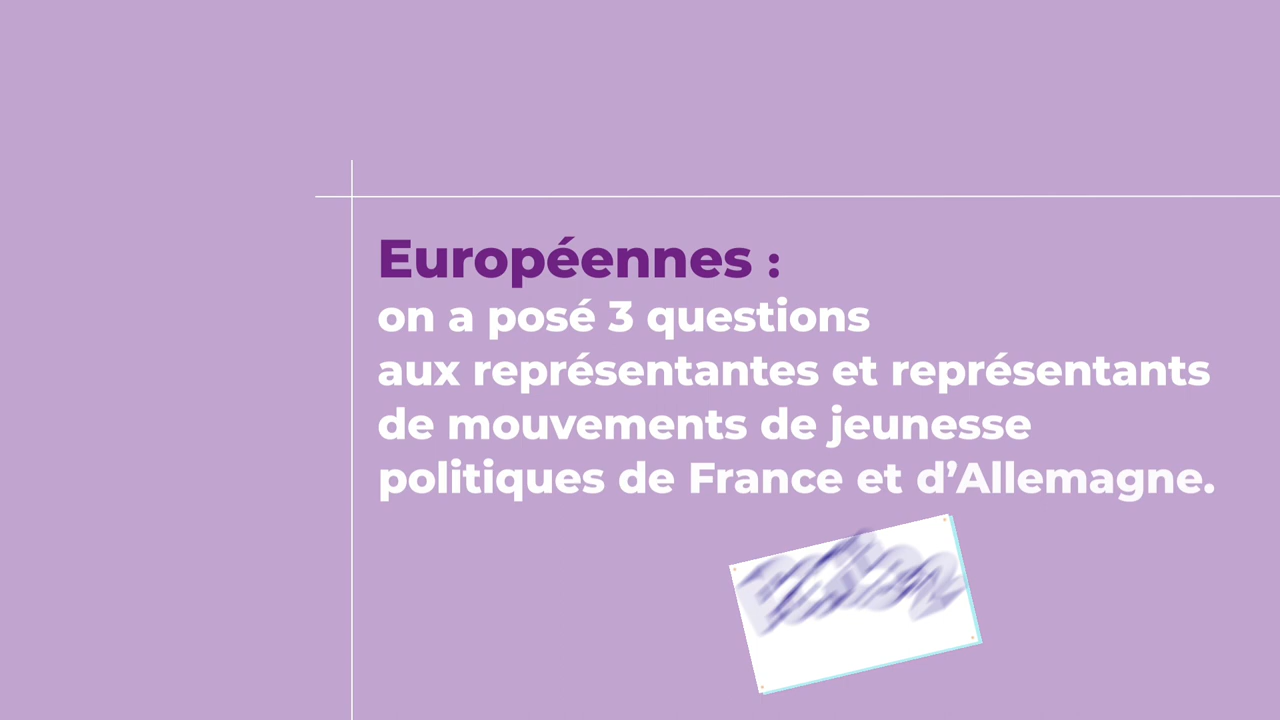 Européennes :
on a posé 3 questions
aux représentantes et représentants
de mouvements de jeunesse
politiques de France et d’Allemagne.